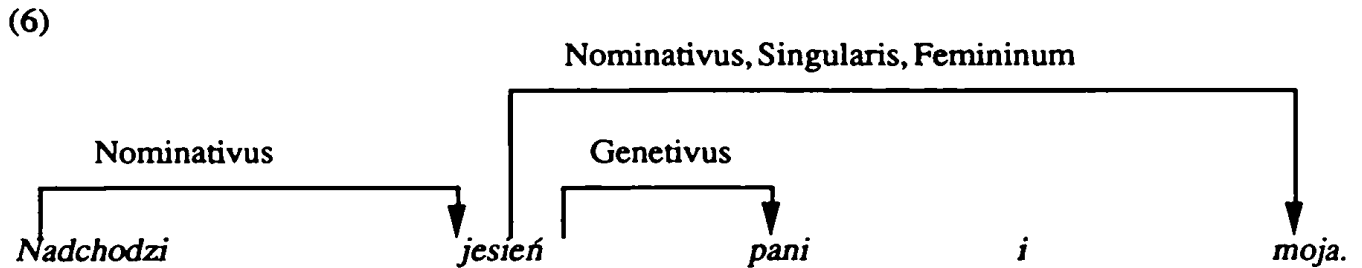 (6)
Nominativus, Singularis, Femininum
Nominativus Genetivus
Nadchodzi jesień pani i moja.